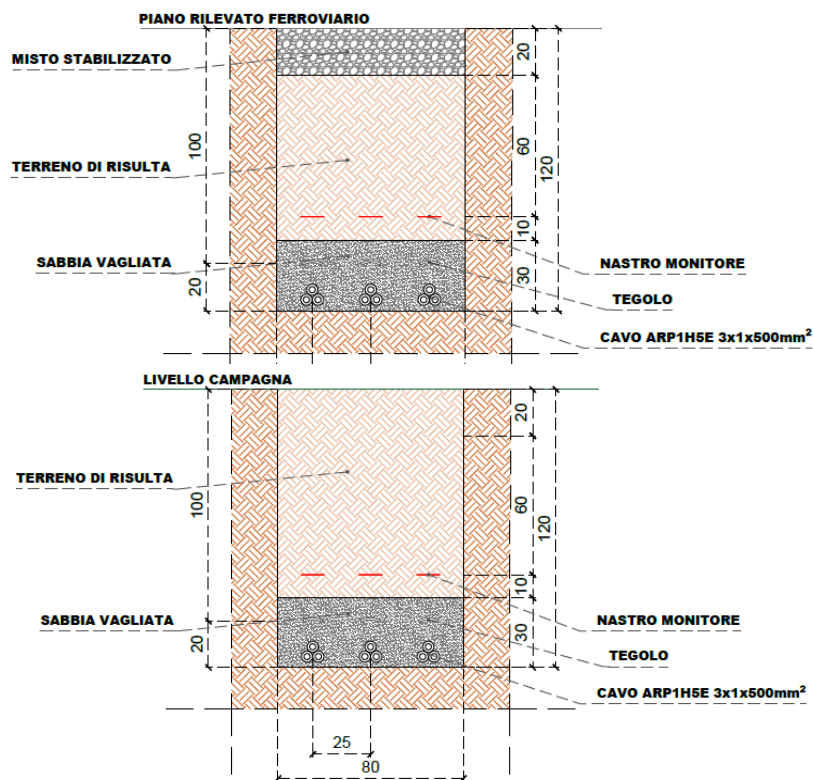 PIANO RILEVATO FERROVIARIO
MISTO STABILIZZATO
20
100
60
120
TERRENO DI RISULTA
10
SABBIA VAGLIATA
NASTRO MONITORE
30
20
TEGOLO
CAVO ARP1H5E 3x1x500mm²
LIVELLO CAMPAGNA
20
TERRENO DI RISULTA
100
60
120
10
SABBIA VAGLIATA
NASTRO MONITORE
30
20
TEGOLO
CAVO ARP1H5E 3x1x500mm²
25
80